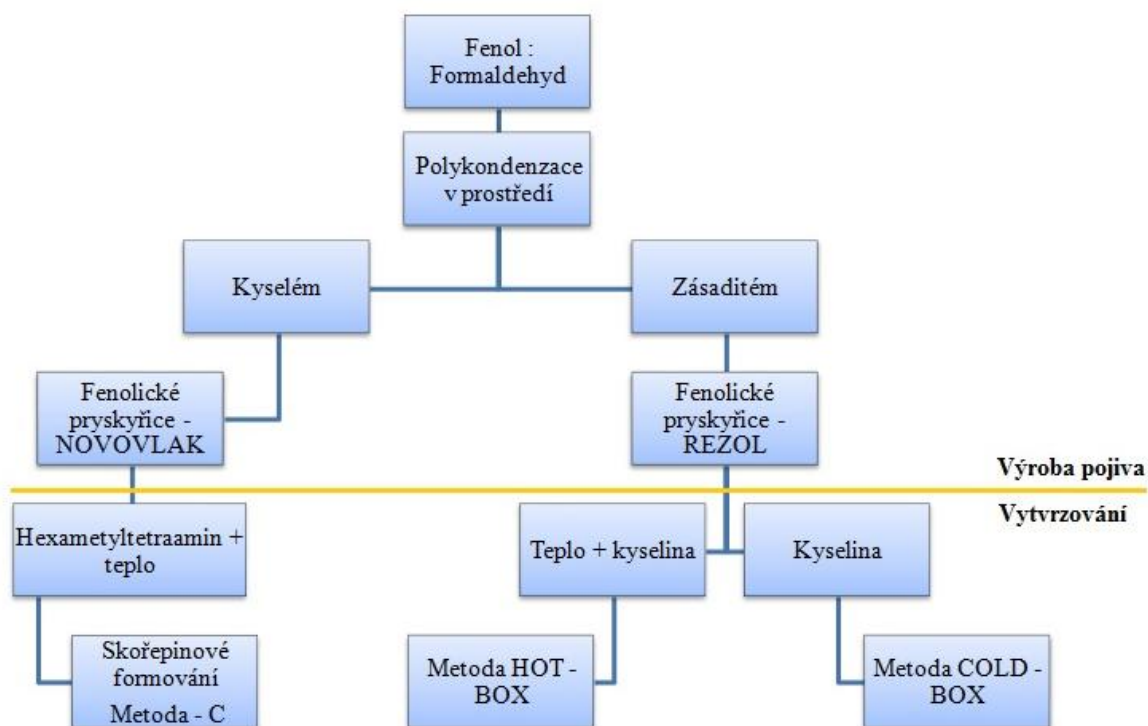 Fenol :
Formaldehyd
Polykondenzace
v prostředí
Kyselém
Zásaditém
Fenolické
pryskyřice -
NOVOVLAK
Fenolické
pryskyřice -
REZOL
Výroba pojiva
Vytvrzování
Hexametyltetraamin +
teplo
Teplo + kyselina
Kyselina
Skořepinové
formování
Metoda - C
Metoda HOT -
BOX
Metoda COLD -
BOX